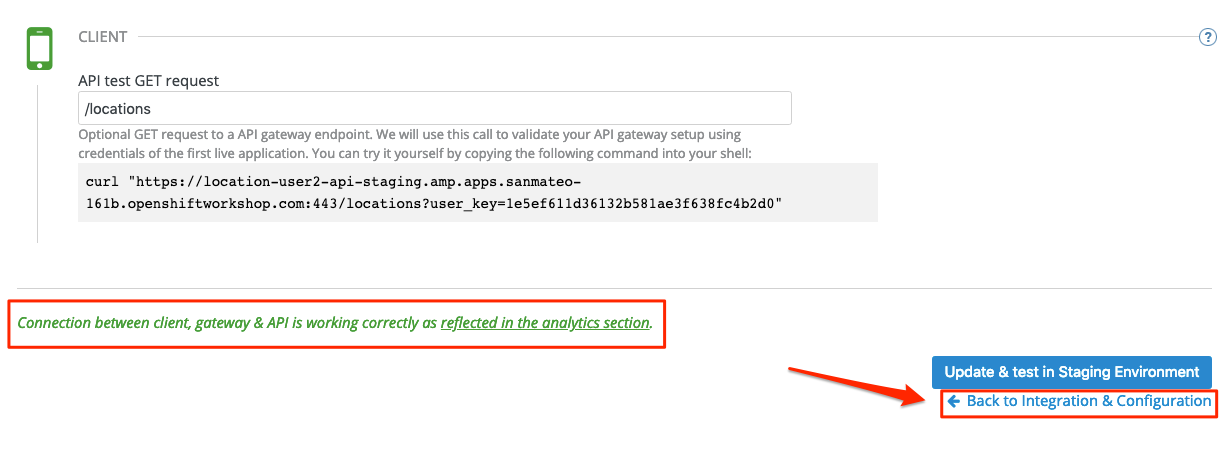 CLIENT
?
API test GET request
/locations
Optional GET request to a API gateway endpoint. We will use this call to validate your API gateway setup using
credentials of the first live application. You can try it yourself by copying the following command into your shell:
curl "https://location-user2-api-staging.amp.apps.sanmateo-
161b.openshiftworkshop.com:443/locations?user_key=1e5ef611d36132b581ae3f638fc4b2d0"
Connection between client, gateway & API is working correctly as reflected in the analytics section.
Update & test in Staging Environment
Back to Integration & Configuration